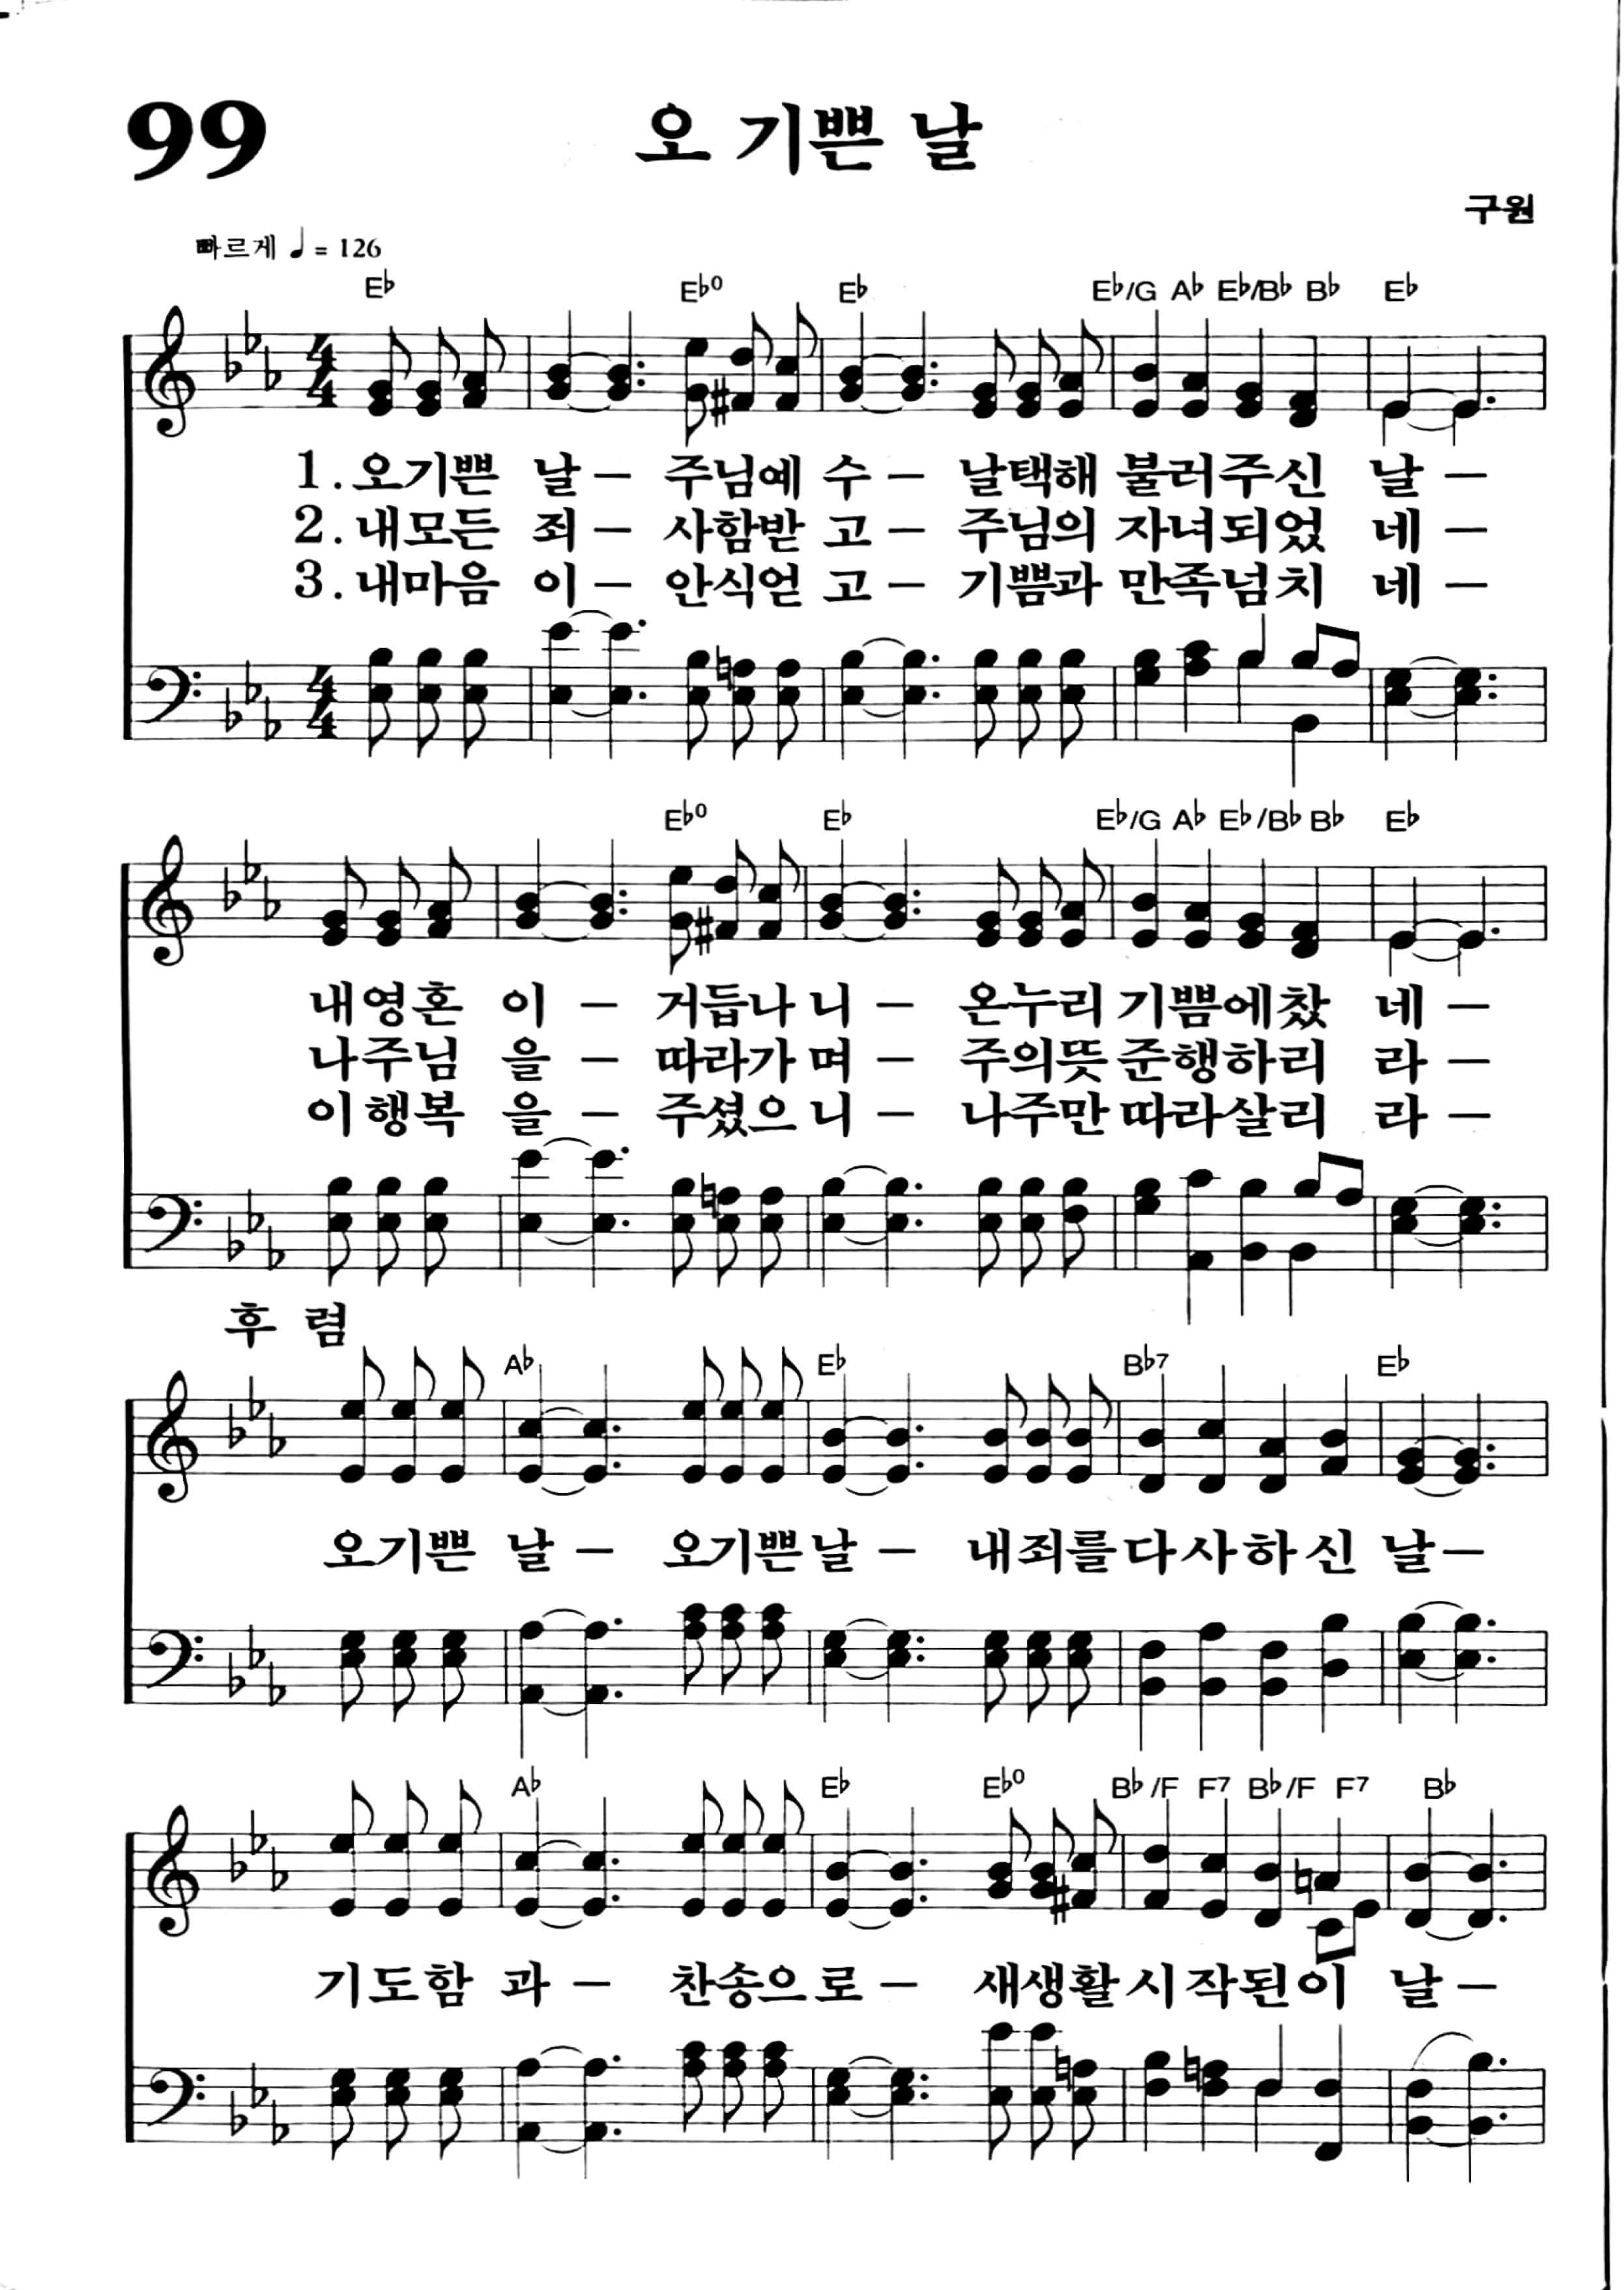 99
오 기쁜 날
구원
빠르게 ♩= 126
E♭ E♭⁰ E♭ E♭/G A♭ E♭/B♭ B♭ E♭
1. 오기쁜 날 – 주님예 수 – 날택해 불러주신 날 –
2. 내모든 죄 – 사함받 고 – 주님의 자녀되었 네 –
3. 내마음 이 – 안식얻 고 – 기쁨과 만족넘치 네 –
E♭⁰ E♭ E♭/G A♭ E♭/B♭ B♭ E♭
내영혼 이 – 거듭나 니 – 온누리 기쁨에찼 네 –
나주님 을 – 따라가 며 – 주의뜻 준행하리 라 –
이행복 을 – 주셨으 니 – 나주만 따라살리 라 –
후 렴
A♭ E♭ B♭7 E♭
오기쁜 날 – 오기쁜 날 – 내죄를 다사하신 날 –
A♭ E♭ E♭⁰ B♭/F F7 B♭/F F7 B♭
기도함 과 – 찬송으 로 – 새생활 시작된이 날 –